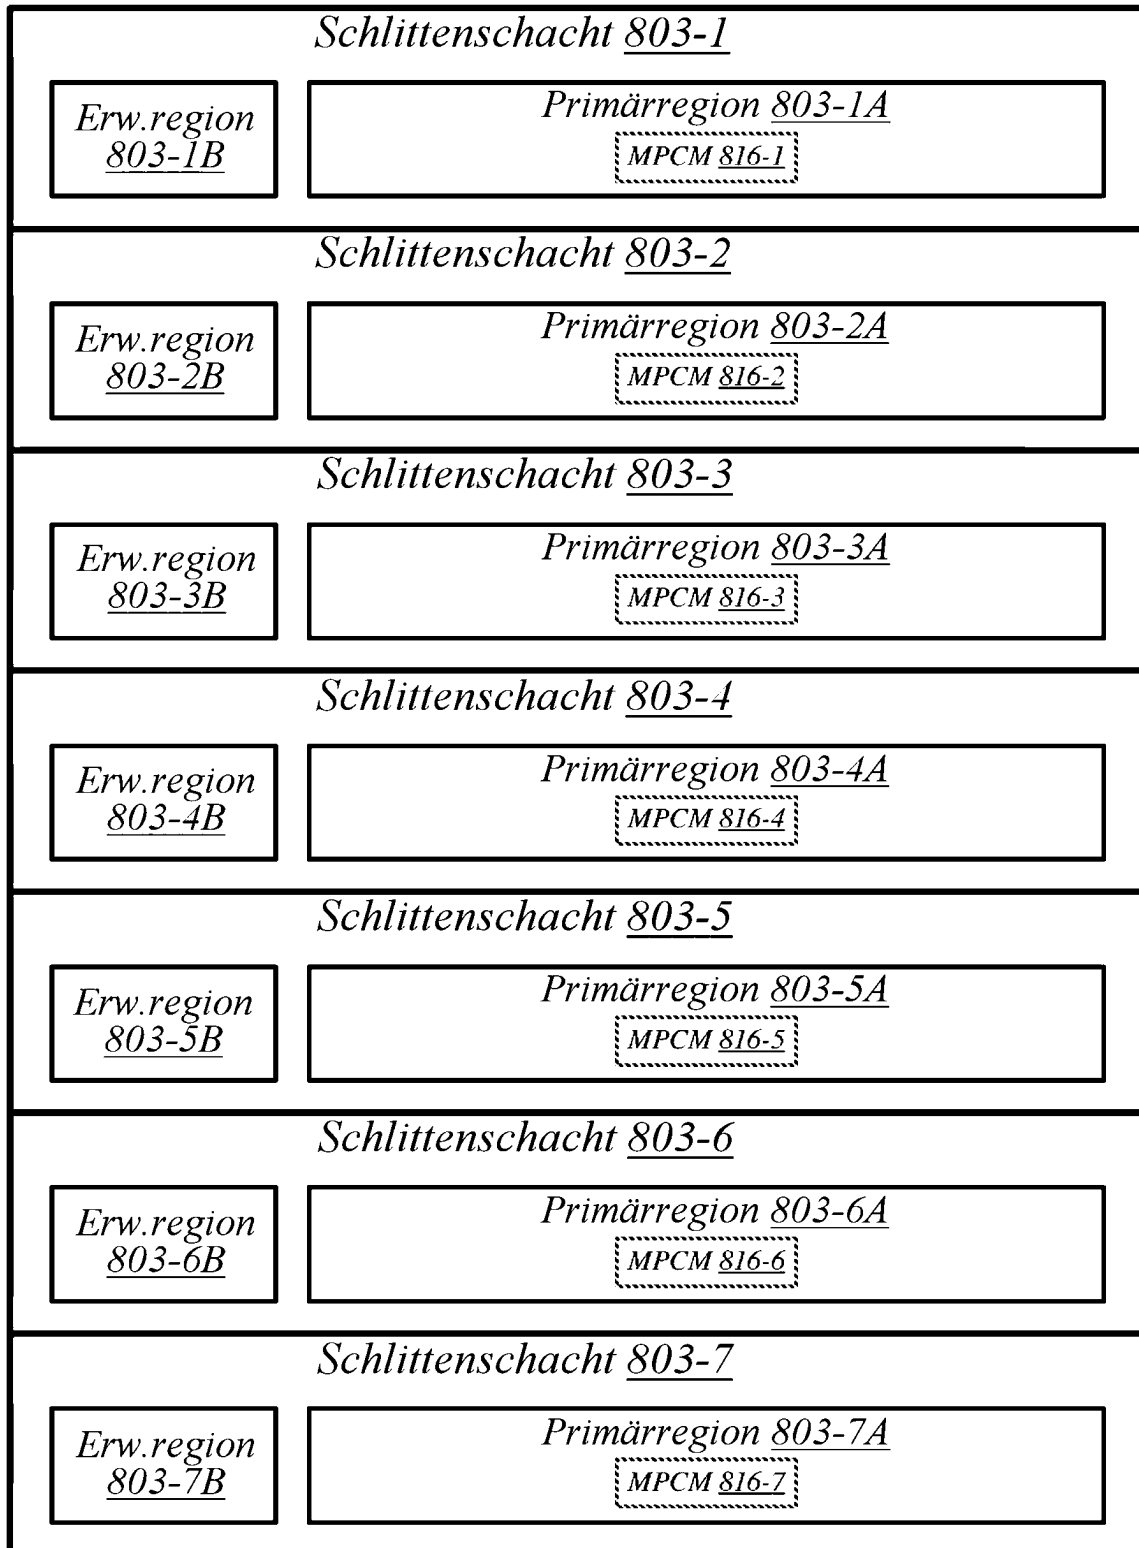 Schlittenschacht 803-1
Erw.region
803-1B
Primärregion 803-1A
MPCM 816-1
Schlittenschacht 803-2
Erw.region
803-2B
Primärregion 803-2A
MPCM 816-2
Schlittenschacht 803-3
Erw.region
803-3B
Primärregion 803-3A
MPCM 816-3
Schlittenschacht 803-4
Erw.region
803-4B
Primärregion 803-4A
MPCM 816-4
Schlittenschacht 803-5
Erw.region
803-5B
Primärregion 803-5A
MPCM 816-5
Schlittenschacht 803-6
Erw.region
803-6B
Primärregion 803-6A
MPCM 816-6
Schlittenschacht 803-7
Erw.region
803-7B
Primärregion 803-7A
MPCM 816-7